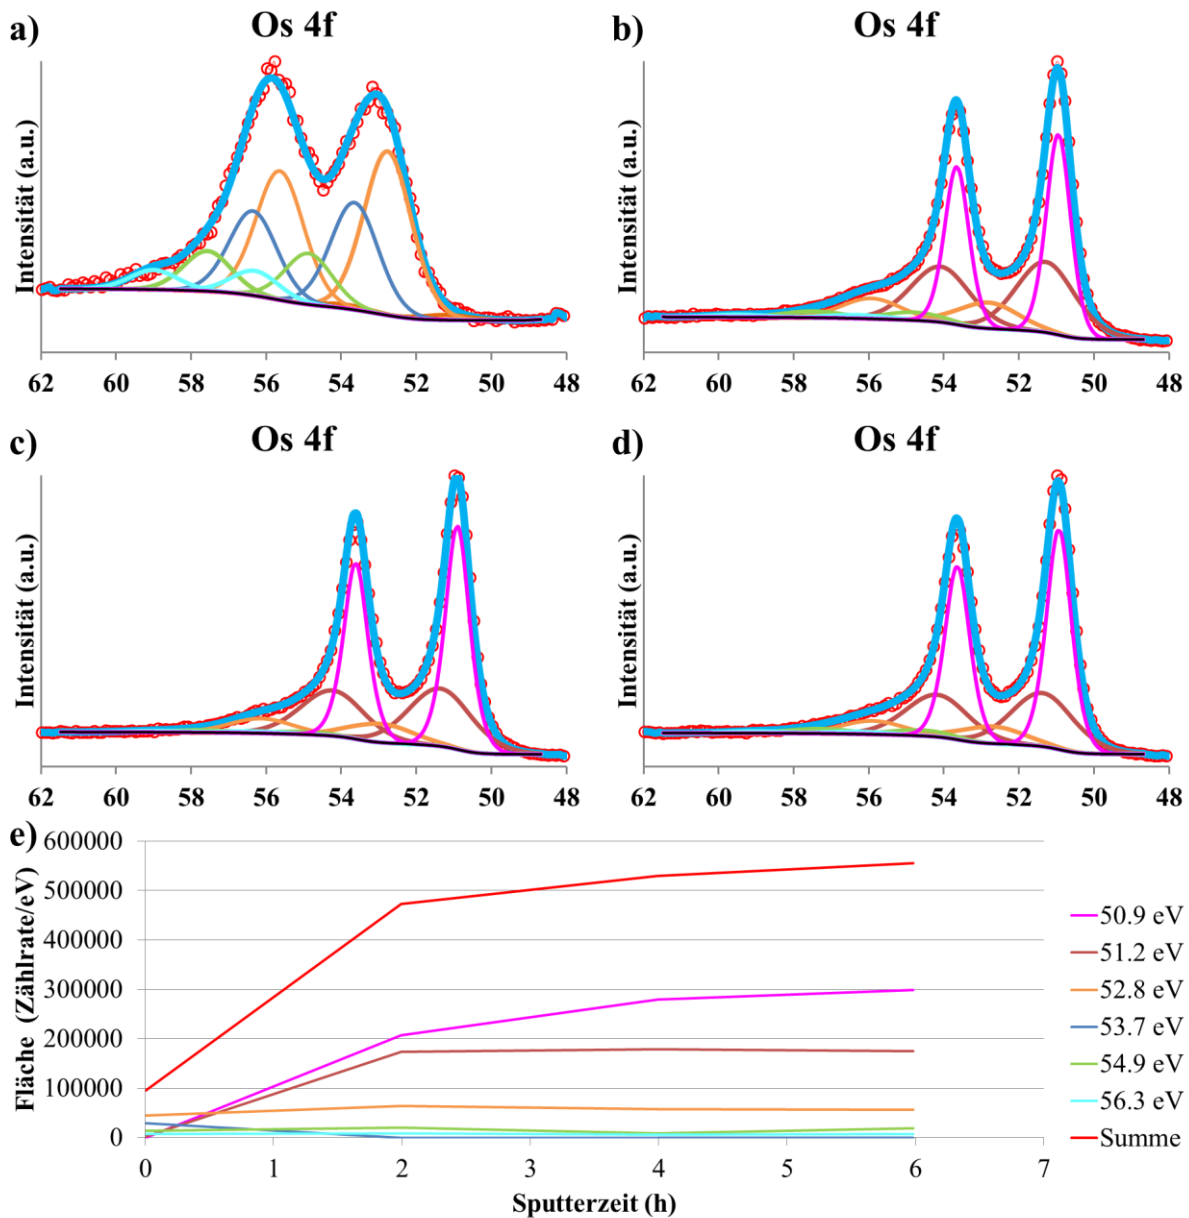 a) Os 4f
Intensität (a.u.)
62 60 58 56 54 52 50 48
b) Os 4f
Intensität (a.u.)
62 60 58 56 54 52 50 48
c) Os 4f
Intensität (a.u.)
62 60 58 56 54 52 50 48
d) Os 4f
Intensität (a.u.)
62 60 58 56 54 52 50 48
e)
Fläche (Zählrate/eV)
600000
500000
400000
300000
200000
100000
0
0 1 2 3 4 5 6 7
Sputterzeit (h)
50.9 eV
51.2 eV
52.8 eV
53.7 eV
54.9 eV
56.3 eV
Summe